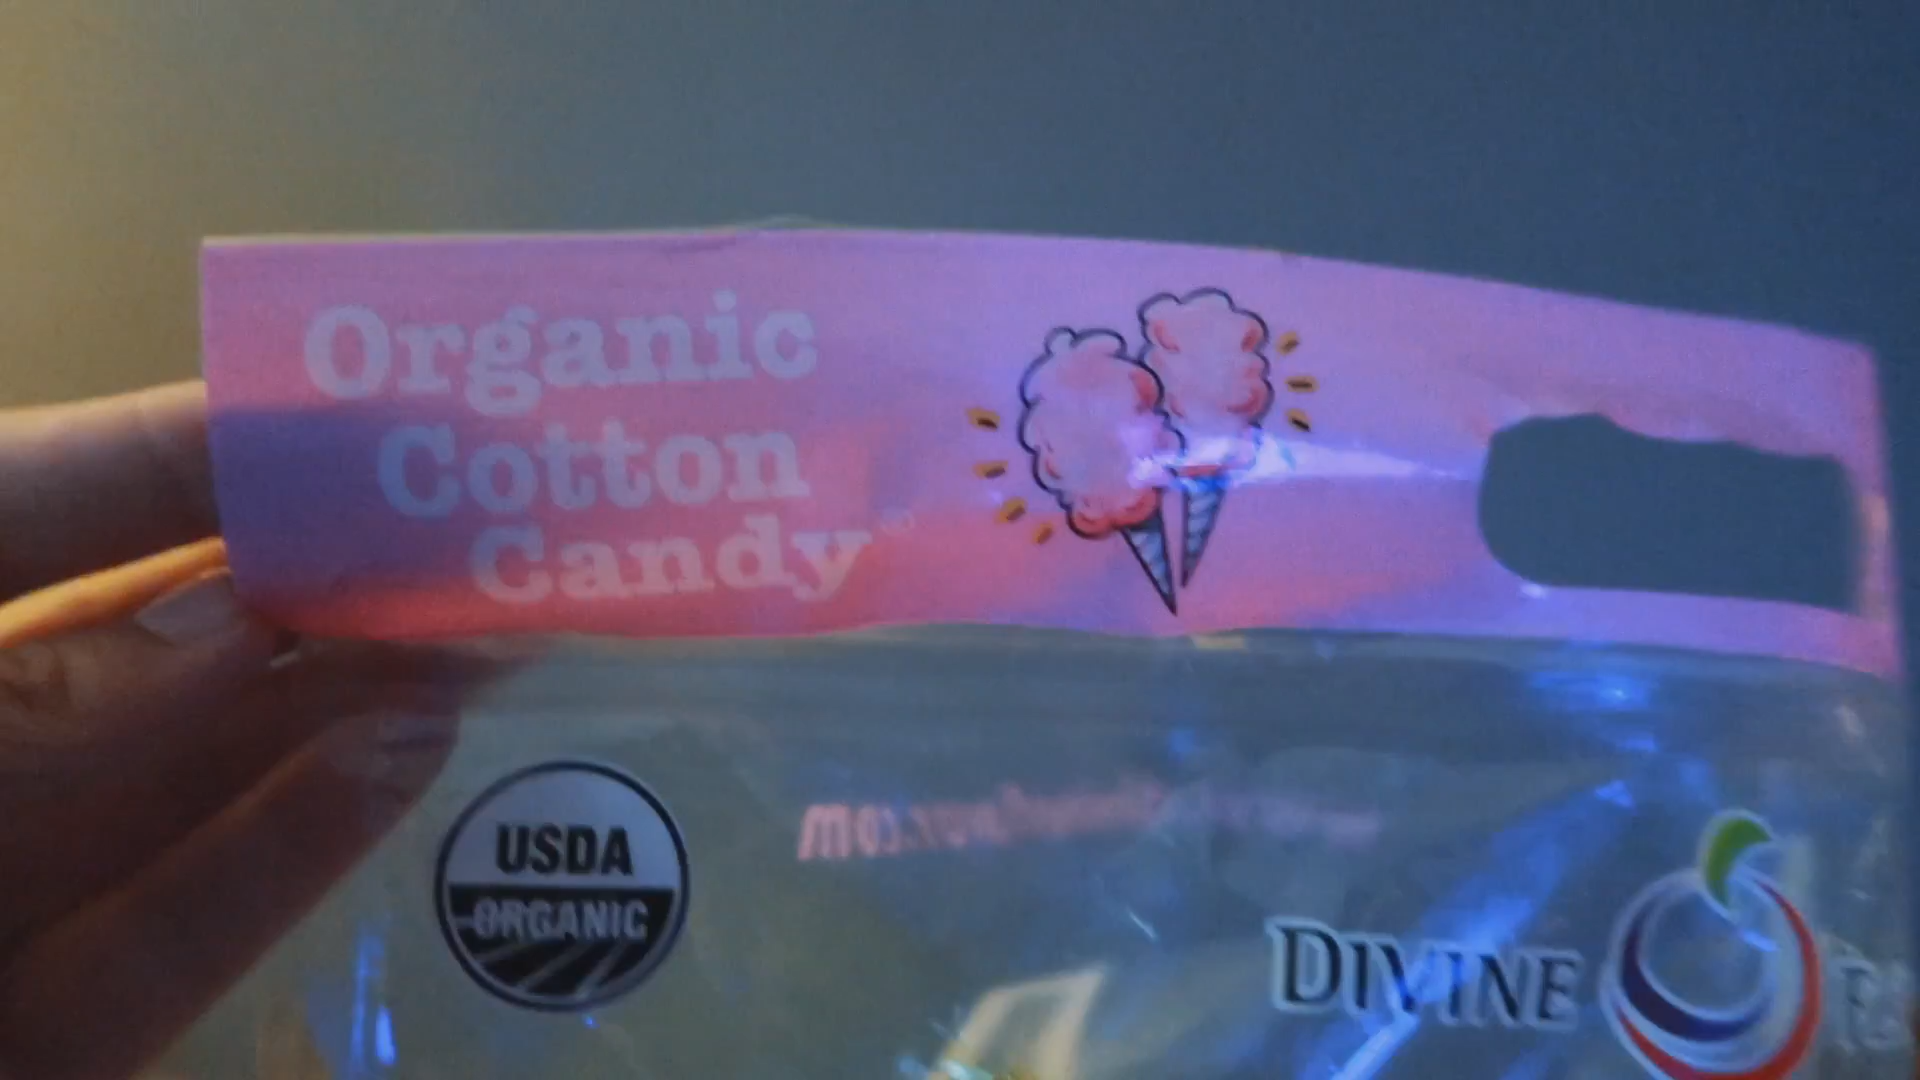 Organic
Cotton
Candy®
USDA
ORGANIC
DIVINE